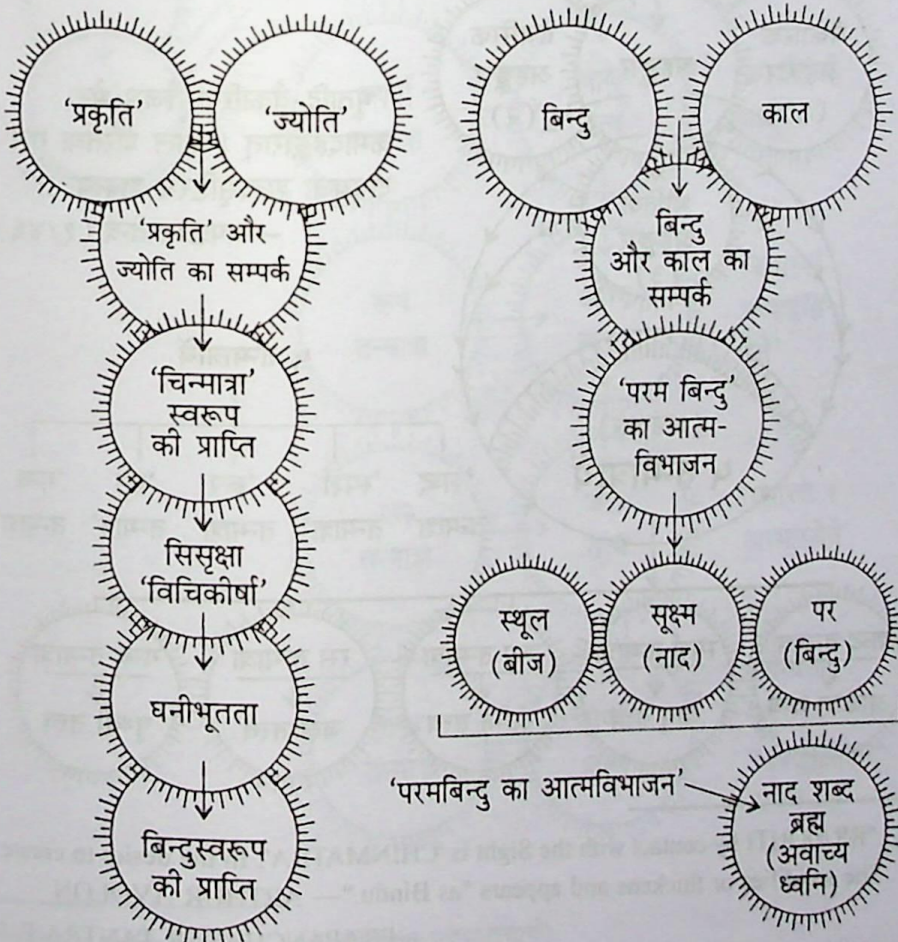 'प्रकृति'
'ज्योति'
'प्रकृति' और
ज्योति का सम्पर्क
'चिन्मात्रा'
स्वरूप
की प्राप्ति
सिसृक्षा
'विचिकीर्षा'
घनीभूतता
बिन्दुस्वरूप
की प्राप्ति
बिन्दु
काल
बिन्दु
और काल का
सम्पर्क
'परम बिन्दु'
का आत्म-
विभाजन
स्थूल
(बीज)
सूक्ष्म
(नाद)
पर
(बिन्दु)
'परमबिन्दु का आत्मविभाजन'
नाद शब्द
ब्रह्म
(अवाच्य
ध्वनि)